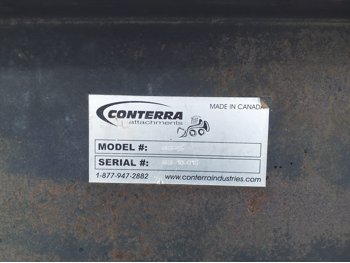 CONTERRA
attachments
MADE IN CANADA
MODEL #:
SERIAL #:
1-877-947-2882 www.conterraindustries.com